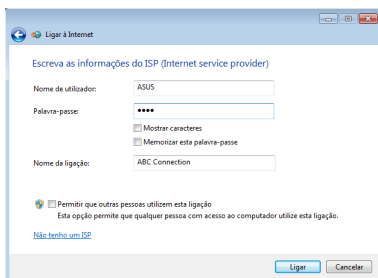 Ligar à Internet
Escreva as informações do ISP (Internet service provider)
Nome de utilizador: ASUS
Palavra-passe: ••••
Mostrar caracteres
Memorizar esta palavra-passe
Nome da ligação: ABC Connection
Permitir que outras pessoas utilizem esta ligação
Esta opção permite que qualquer pessoa com acesso ao computador utilize esta ligação.
Não tenho um ISP
Ligar Cancelar